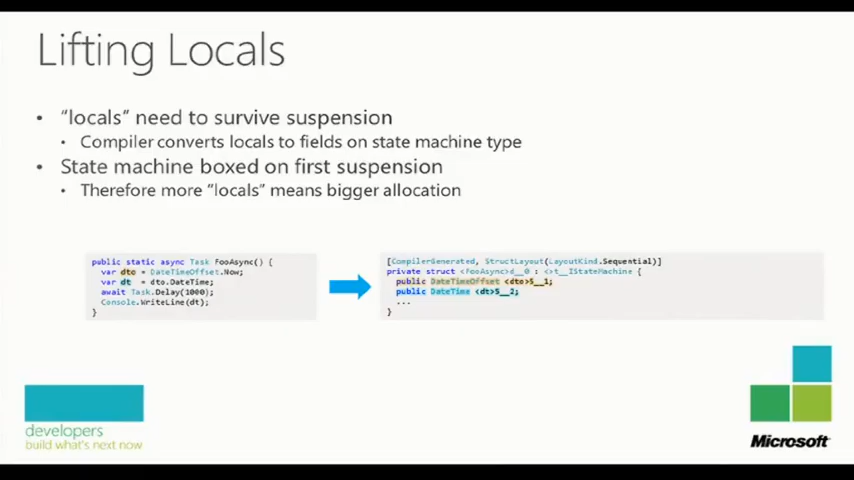 Lifting Locals
• "locals" need to survive suspension
• Compiler converts locals to fields on state machine type
• State machine boxed on first suspension
• Therefore more "locals" means bigger allocation
public static async Task FooAsync() {
var dto = DateTimeOffset.Now;
var dt = dto.DateTime;
await Task.Delay(1000);
Console.WriteLine(dt);
}
[CompilerGenerated, StructLayout(LayoutKind.Sequential)]
private struct <FooAsync>d__0 : <>t__IStateMachine {
public DateTimeOffset <dto>5__1;
public DateTime <dt>5__2;
...
}
developers
build what's next now
Microsoft